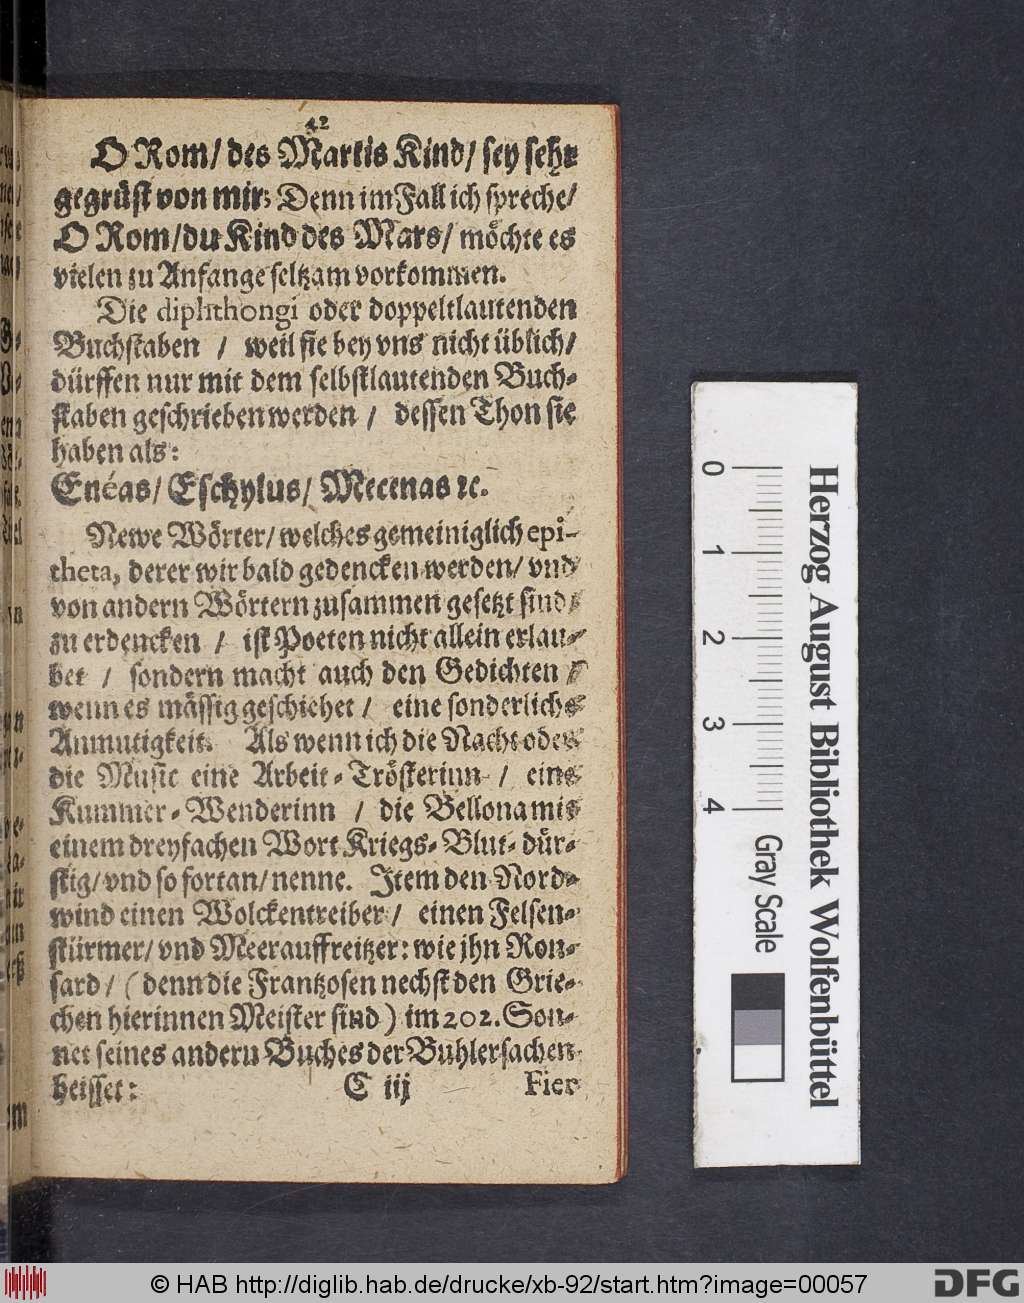 42
O Rom/ des Martis Kind/ sey sehr
gegrüst von mir: Denn im Fall ich spreche/
O Rom/ du Kind des Mars/ möchte es
vielen zu Anfange seltzam vorkommen.
Die diphthongi oder doppeltlautenden
Buchstaben / weil sie bey vns nicht üblich/
dürffen nur mit dem selbstlautenden Buch-
staben geschrieben werden / dessen Thon sie
haben als:
Enéas/ Eschylus/ Mecenas ꝛc.
Newe Wörter/ welches gemeiniglich epi-
theta, derer wir bald gedencken werden/ vnd
von andern Wörtern zusammen gesetzt sind/
zu erdencken / ist Poeten nicht allein erlau-
bet / sondern macht auch den Gedichten /
wenn es mässig geschiehet / eine sonderliche
Anmutigkeit. Als wenn ich die Nacht oder
die Music eine Arbeit-Trösterinn / eine
Kummer-Wenderinn / die Bellona mit
einem dreyfachen Wort Kriegs-Blut-dür-
stig/ vnd so fortan/ nenne. Item den Nord-
wind einen Wolckentreiber/ einen Felsen-
stürmer/ vnd Meerauffreitzer: wie jhn Ron-
sard/ (denn die Frantzosen nechst den Grie-
chen hierinnen Meister sind) im 202. Son-
net seines andern Buches der Buhlersachen
heisset:
C iij
Fier
0 1 2 3 4
Gray Scale
Herzog August Bibliothek Wolfenbüttel
© HAB http://diglib.hab.de/drucke/xb-92/start.htm?image=00057
DFG